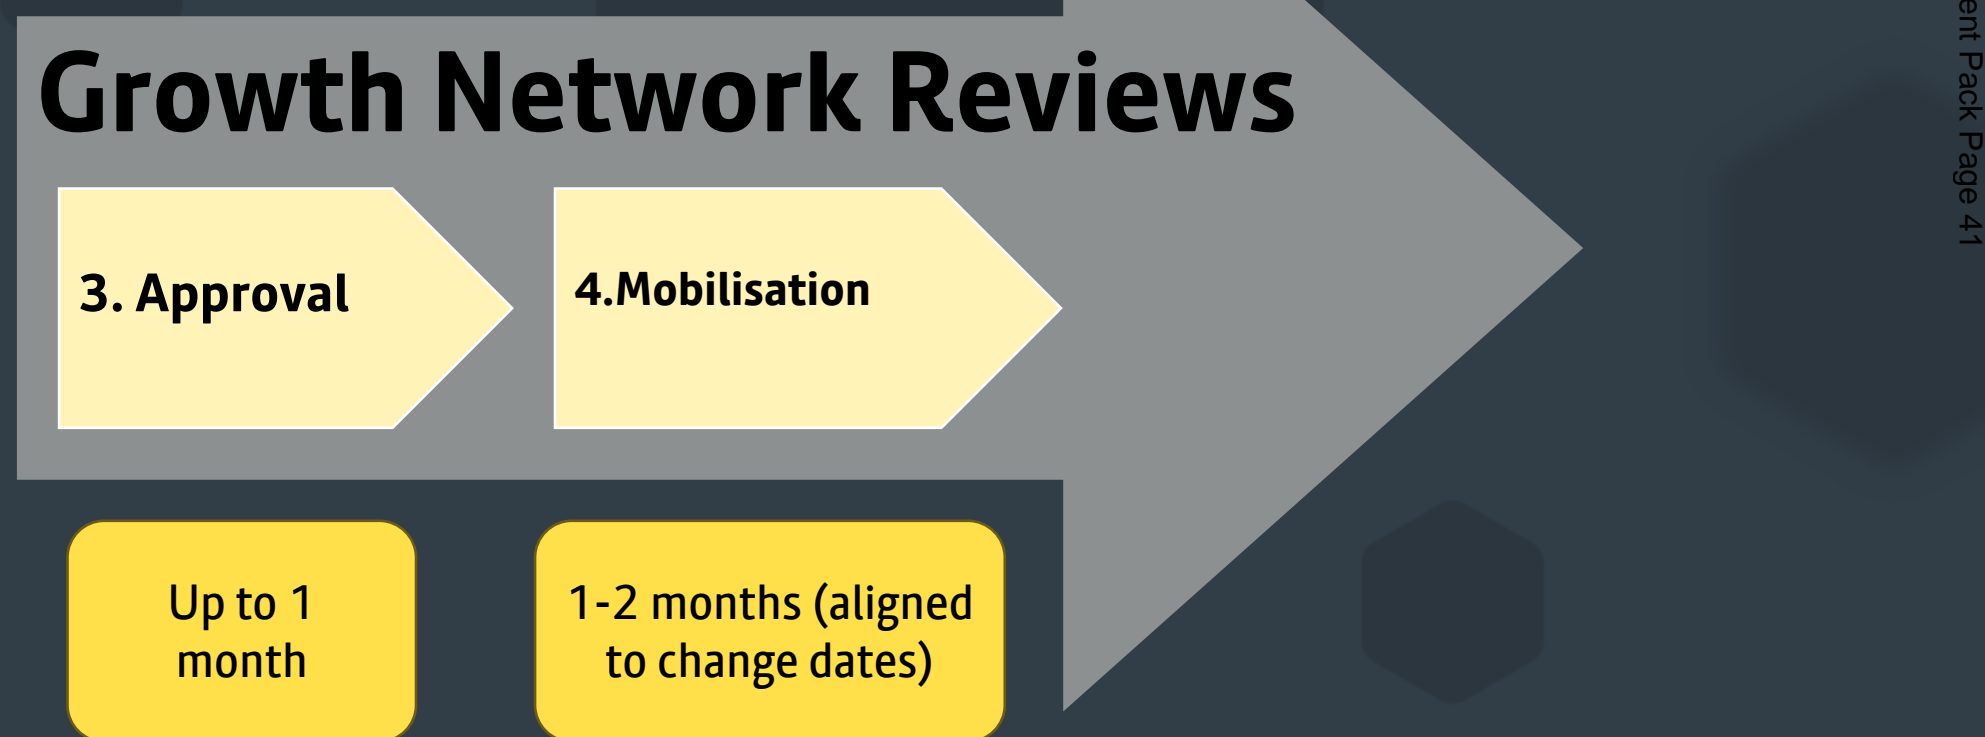 Growth Network Reviews
3. Approval
4.Mobilisation
Up to 1
month
1-2 months (aligned
to change dates)
Pack Page 41